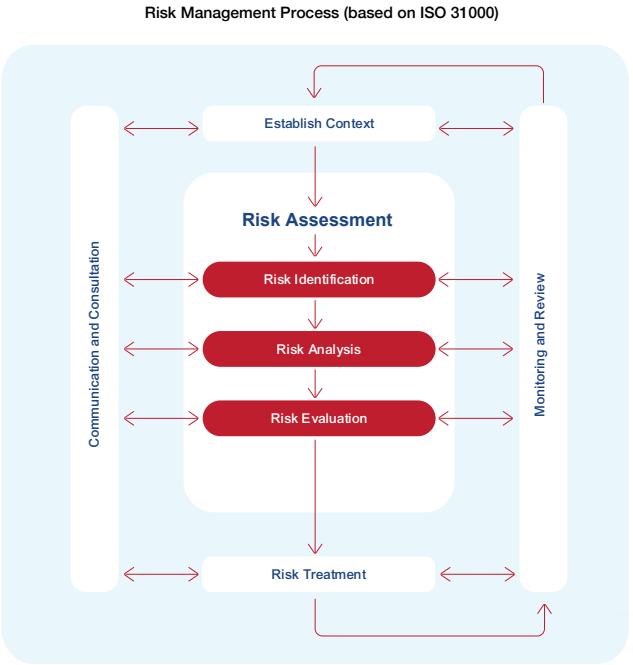 Risk Management Process (based on ISO 31000)
Establish Context
Risk Assessment
Risk Identification
Risk Analysis
Risk Evaluation
Risk Treatment
Communication and Consultation
Monitoring and Review